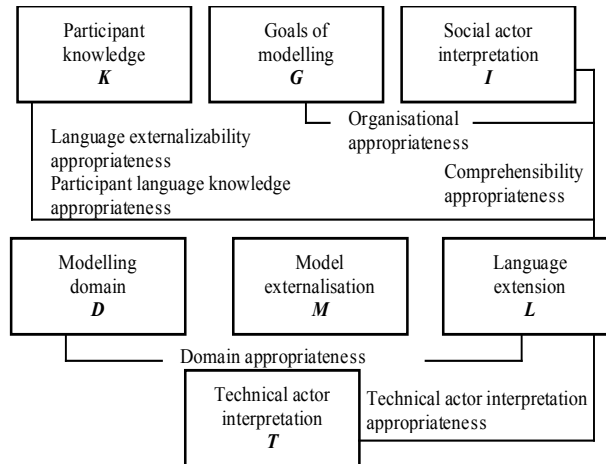 Participant
knowledge
K
Goals of
modelling
G
Social actor
interpretation
I
Organisational
appropriateness
Language externalizability
appropriateness
Participant language knowledge
appropriateness
Comprehensibility
appropriateness
Modelling
domain
D
Model
externalisation
M
Language
extension
L
Domain appropriateness
Technical actor
interpretation
T
Technical actor interpretation
appropriateness